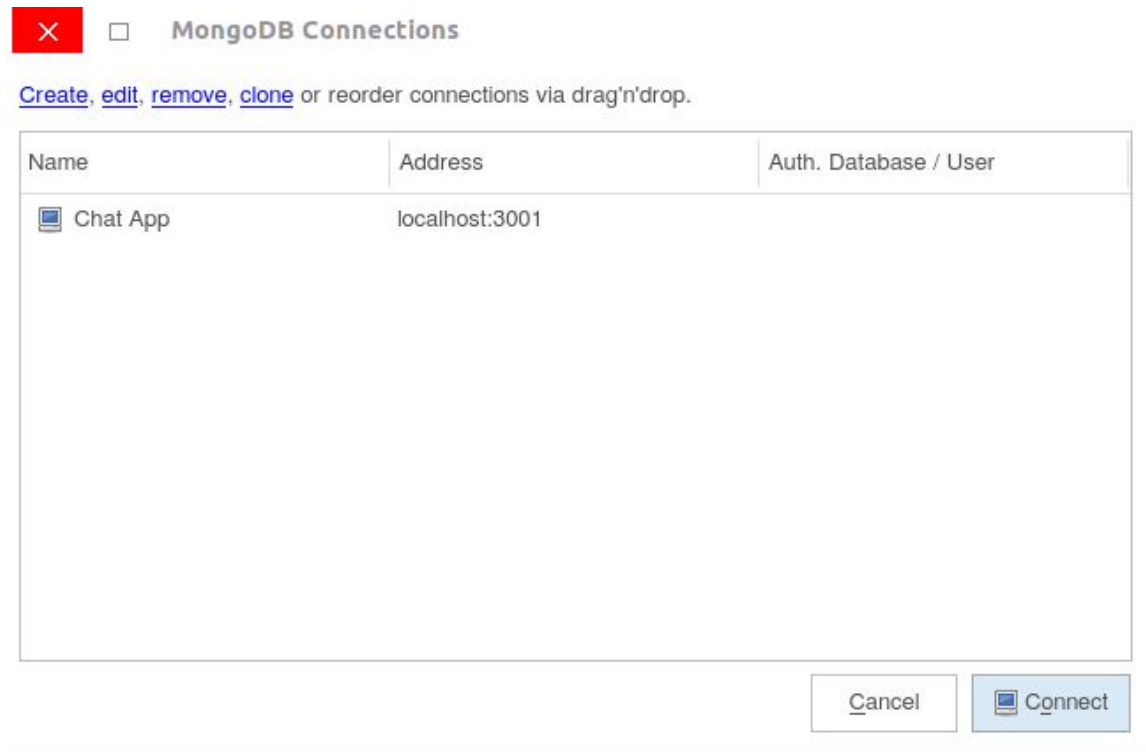 MongoDB Connections
Create, edit, remove, clone or reorder connections via drag'n'drop.
Name Address Auth. Database / User
Chat App localhost:3001
Cancel Connect